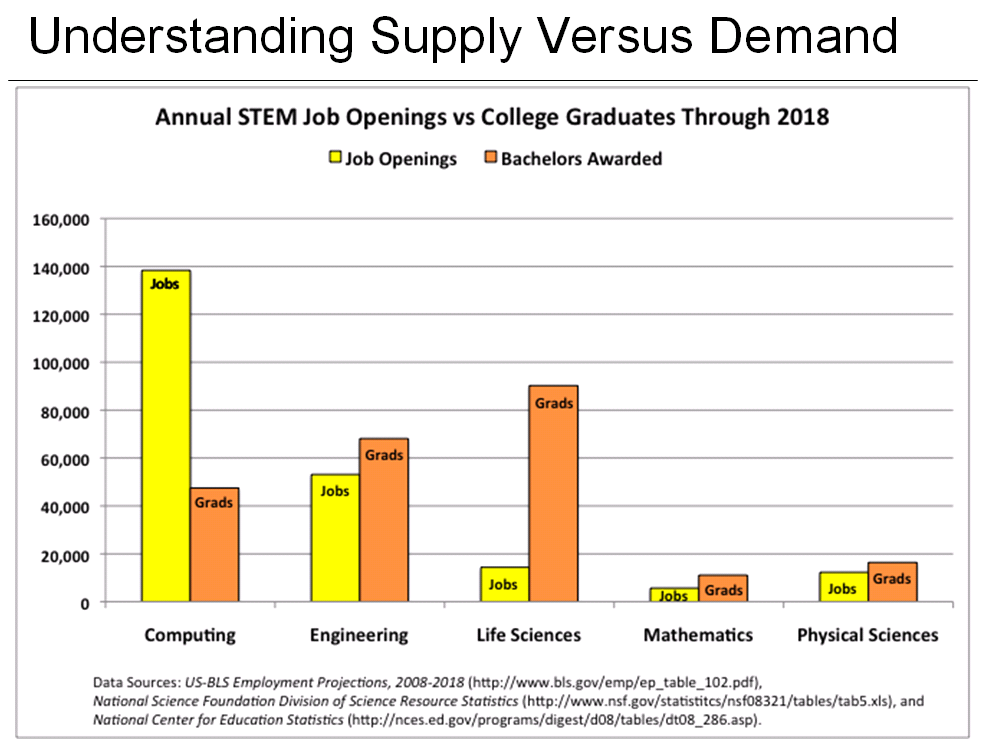 Understanding Supply Versus Demand
Annual STEM Job Openings vs College Graduates Through 2018
Job Openings Bachelors Awarded
160,000
140,000
120,000
100,000
80,000
60,000
40,000
20,000
0
Jobs
Grads
Jobs
Grads
Jobs
Grads
Jobs
Grads
Jobs
Grads
Computing Engineering Life Sciences Mathematics Physical Sciences
Data Sources: US-BLS Employment Projections, 2008-2018 (http://www.bls.gov/emp/ep_table_102.pdf),
National Science Foundation Division of Science Resource Statistics (http://www.nsf.gov/statistitcs/nsf08321/tables/tab5.xls), and
National Center for Education Statistics (http://nces.ed.gov/programs/digest/d08/tables/dt08_286.asp).